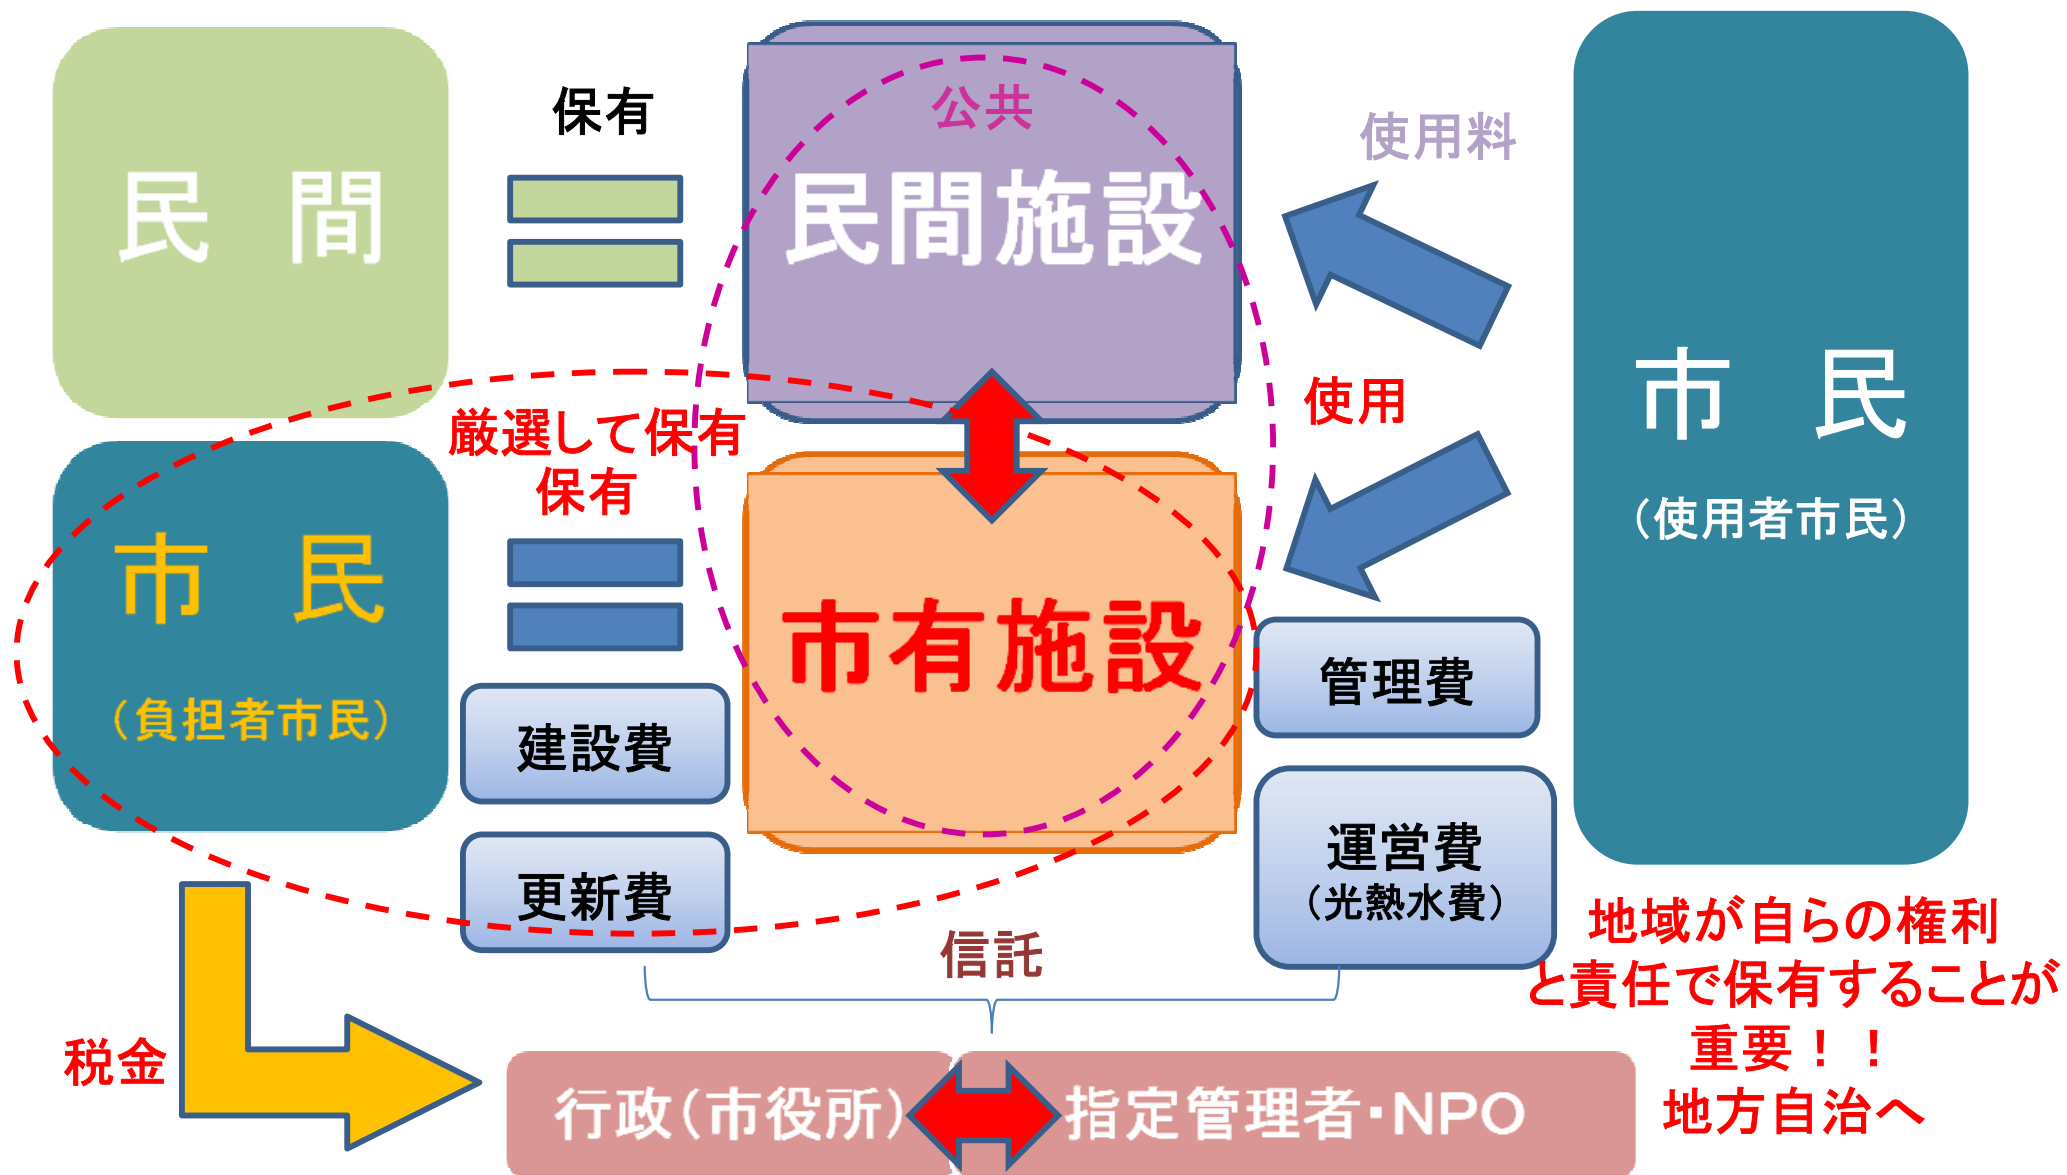 民　間
保有
公共
民間施設
使用料
厳選して保有
保有
使用
市　民
（使用者市民）
市　民
（負担者市民）
市有施設
建設費
更新費
管理費
運営費
（光熱水費）
信託
税金
行政（市役所）
指定管理者・NPO
地域が自らの権利
と責任で保有することが
重要！！
地方自治へ